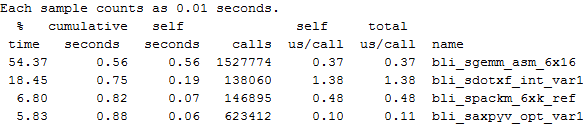 Each sample counts as 0.01 seconds.
% cumulative self self total
time seconds seconds calls us/call us/call name
54.37 0.56 0.56 1527774 0.37 0.37 bli_sgemm_asm_6x16
18.45 0.75 0.19 138060 1.38 1.38 bli_sdotxf_int_var1
6.80 0.82 0.07 146895 0.48 0.48 bli_spackm_6xk_ref
5.83 0.88 0.06 623412 0.10 0.11 bli_saxpyv_opt_var1